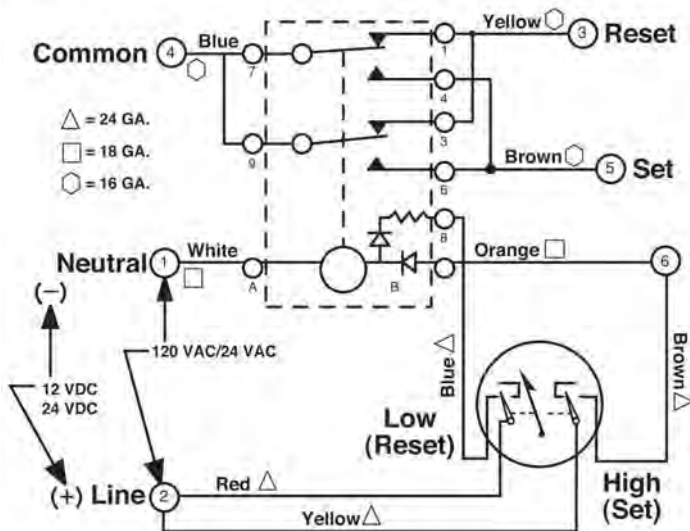 Common
4
Blue
7
1
Yellow
3
Reset
4
9
3
6
Brown
5
Set
= 24 GA.
= 18 GA.
= 16 GA.
8
Neutral
1
White
A
B
Orange
6
(–)
120 VAC/24 VAC
12 VDC
24 VDC
Blue
Brown
Low
(Reset)
High
(Set)
(+) Line
2
Red
Yellow